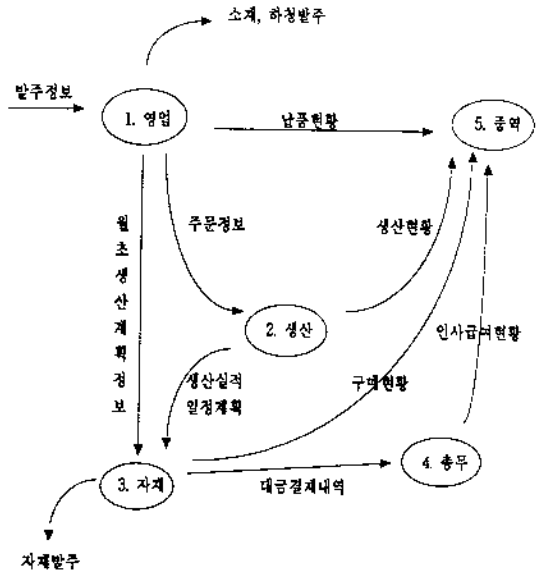 소재, 하청발주
발주정보
1. 영업
납품현황
5. 중역
주문정보
생산현황
월초생산계획정보
2. 생산
인사급여현황
생산실적
일정계획
구매현황
3. 자재
4. 총무
대금결재내역
자재발주